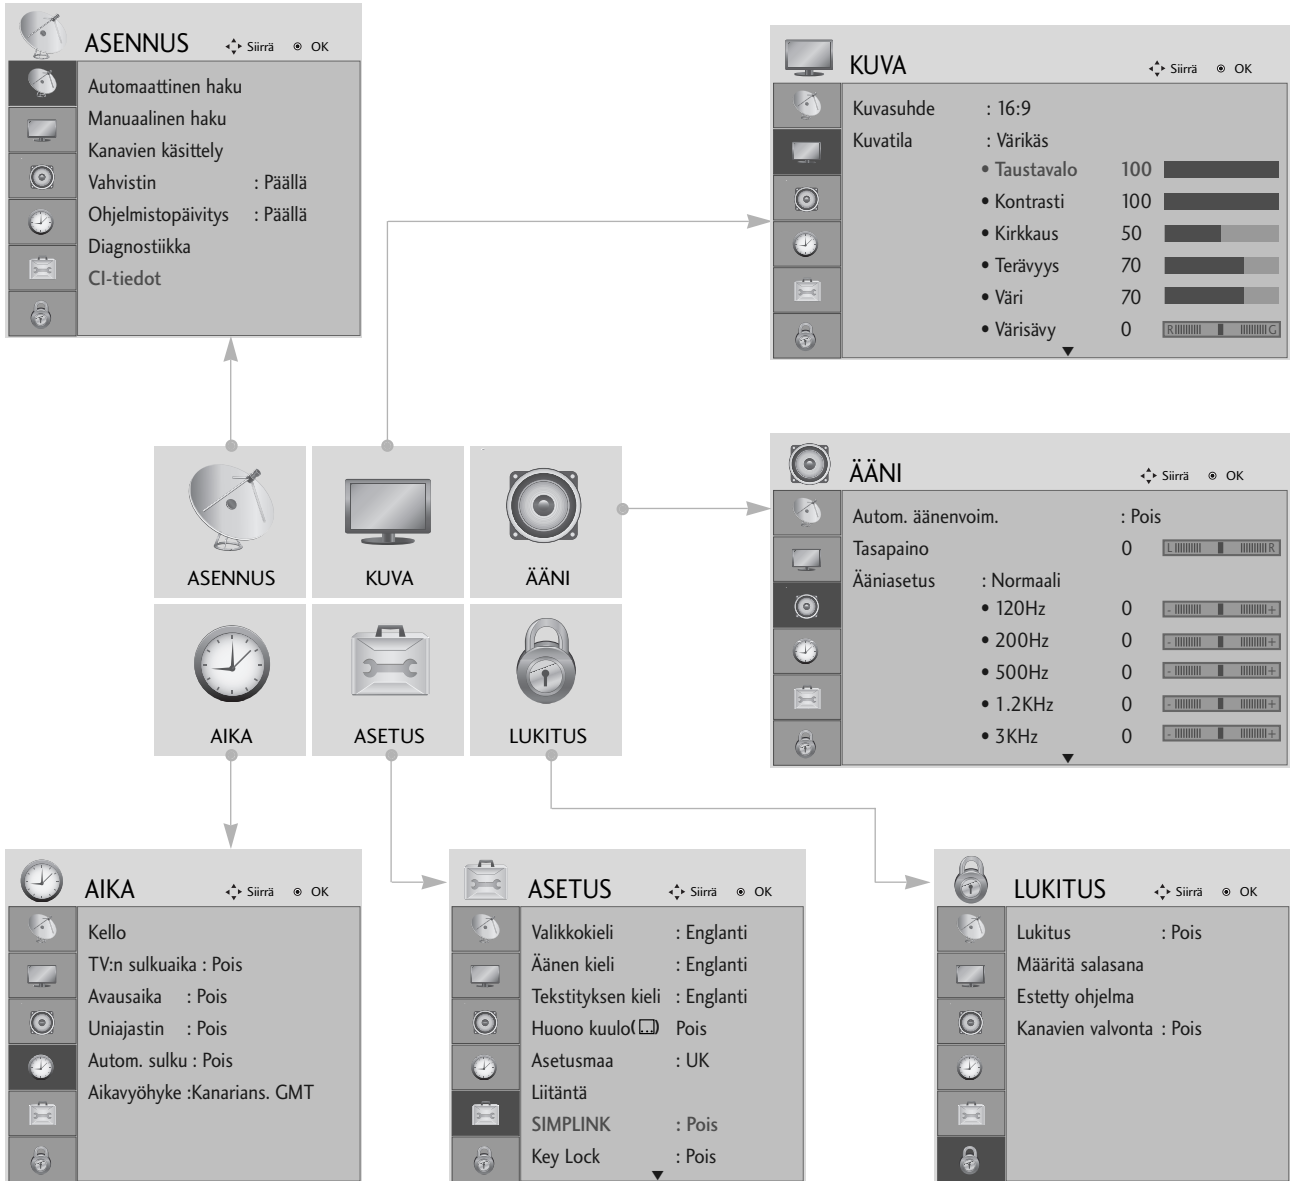 ASENNUS Siirrä OK
Automaattinen haku
Manuaalinen haku
Kanavien käsittely
Vahvistin : Päällä
Ohjelmistopäivitys : Päällä
Diagnostiikka
CI-tiedot
KUVA Siirrä OK
Kuvasuhde : 16:9
Kuvatila : Värikäs
• Taustavalo 100
• Kontrasti 100
• Kirkkaus 50
• Terävyys 70
• Väri 70
• Värisävy 0 R G
ASENNUS KUVA ÄÄNI
AIKA ASETUS LUKITUS
ÄÄNI Siirrä OK
Autom. äänenvoim. : Pois
Tasapaino 0 L R
Ääniasetus : Normaali
• 120Hz 0 - +
• 200Hz 0 - +
• 500Hz 0 - +
• 1.2KHz 0 - +
• 3KHz 0 - +
AIKA Siirrä OK
Kello
TV:n sulkuaika : Pois
Avausaika : Pois
Uniajastin : Pois
Autom. sulku : Pois
Aikavyöhyke :Kanarians. GMT
ASETUS Siirrä OK
Valikkokieli : Englanti
Äänen kieli : Englanti
Tekstityksen kieli : Englanti
Huono kuulo( ) Pois
Asetusmaa : UK
Liitäntä
SIMPLINK : Pois
Key Lock : Pois
LUKITUS Siirrä OK
Lukitus : Pois
Määritä salasana
Estetty ohjelma
Kanavien valvonta : Pois